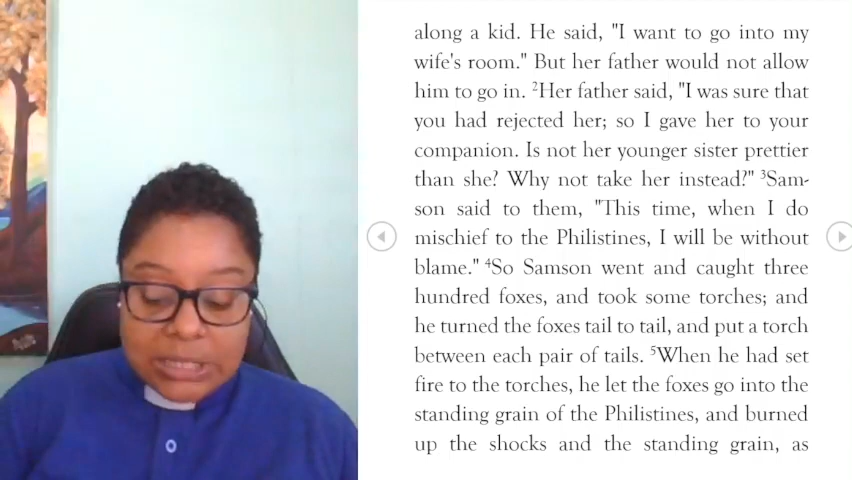 along a kid. He said, "I want to go into my
wife's room." But her father would not allow
him to go in. ²Her father said, "I was sure that
you had rejected her; so I gave her to your
companion. Is not her younger sister prettier
than she? Why not take her instead?" ³Sam-
son said to them, "This time, when I do
mischief to the Philistines, I will be without
blame." ⁴So Samson went and caught three
hundred foxes, and took some torches; and
he turned the foxes tail to tail, and put a torch
between each pair of tails. ⁵When he had set
fire to the torches, he let the foxes go into the
standing grain of the Philistines, and burned
up the shocks and the standing grain, as